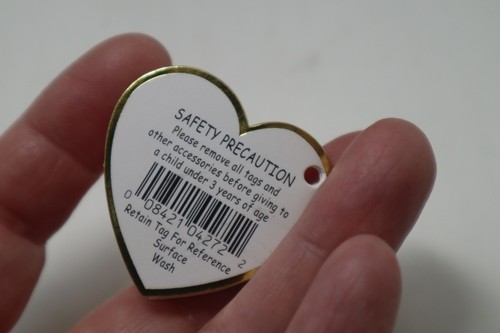 SAFETY PRECAUTION
Please remove all tags and
other accessories before giving to
a child under 3 years of age
0 08421 04272 2
Retain Tag For Reference
Surface
Wash